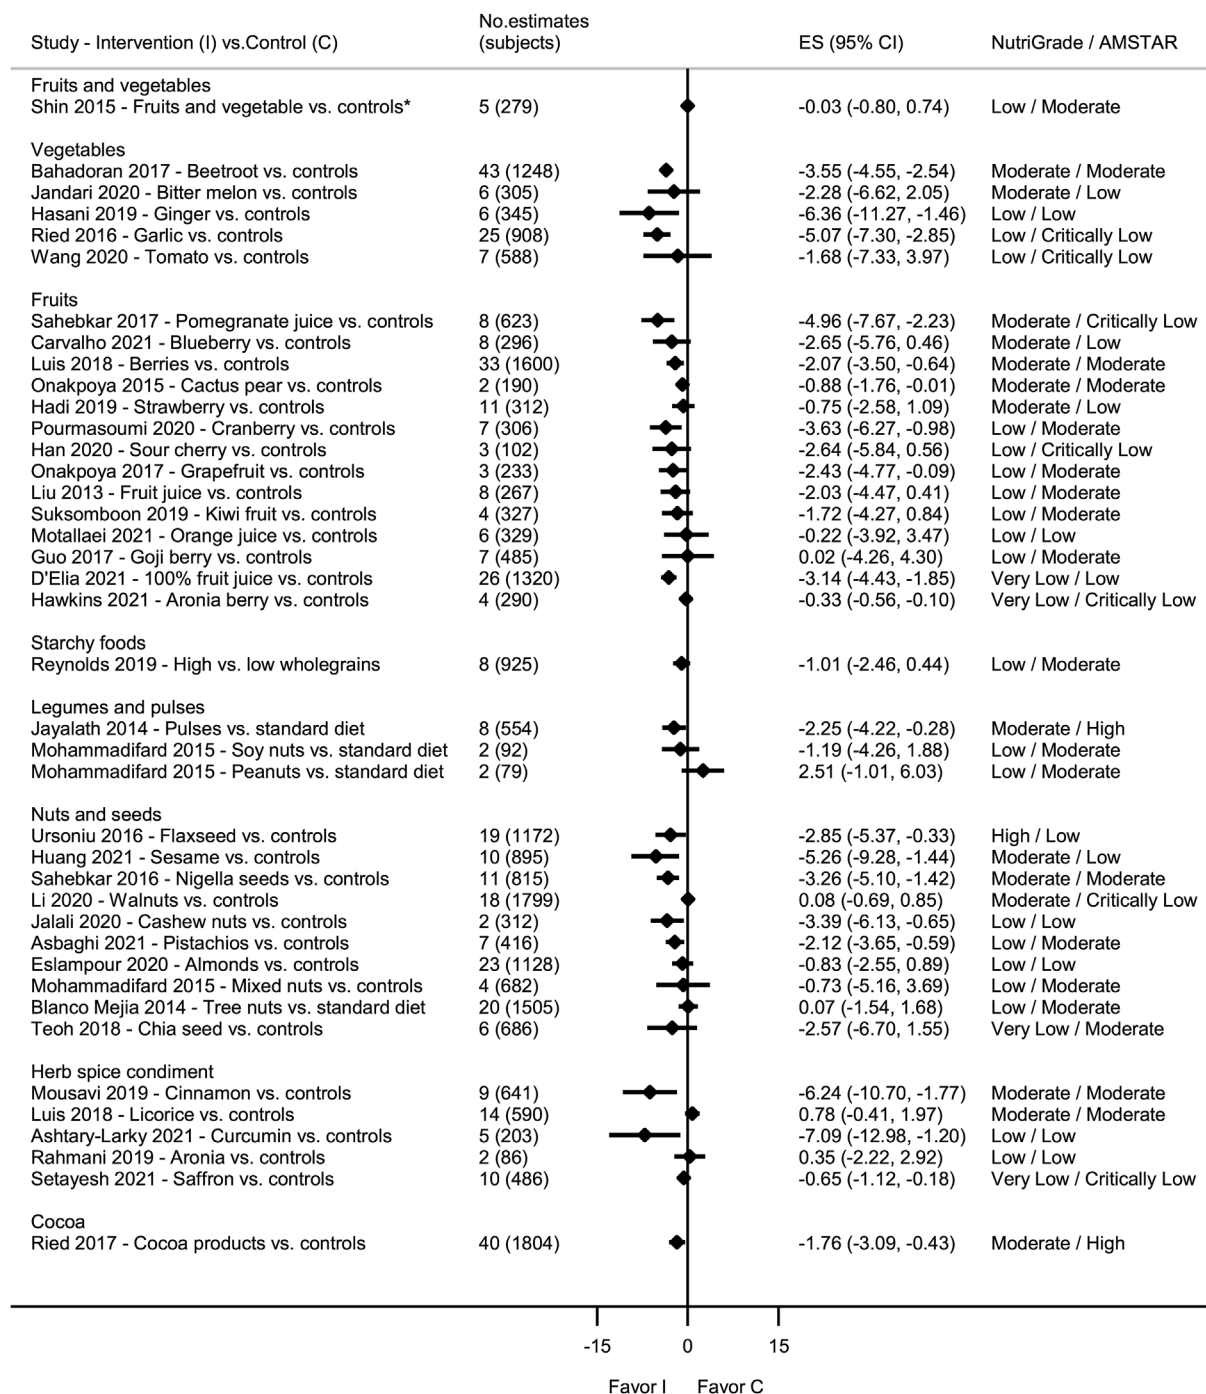 No.estimates
Study - Intervention (I) vs.Control (C) (subjects) ES (95% CI) NutriGrade / AMSTAR
Fruits and vegetables
Shin 2015 - Fruits and vegetable vs. controls* 5 (279) -0.03 (-0.80, 0.74) Low / Moderate
Vegetables
Bahadoran 2017 - Beetroot vs. controls 43 (1248) -3.55 (-4.55, -2.54) Moderate / Moderate
Jandari 2020 - Bitter melon vs. controls 6 (305) -2.28 (-6.62, 2.05) Moderate / Low
Hasani 2019 - Ginger vs. controls 6 (345) -6.36 (-11.27, -1.46) Low / Low
Ried 2016 - Garlic vs. controls 25 (908) -5.07 (-7.30, -2.85) Low / Critically Low
Wang 2020 - Tomato vs. controls 7 (588) -1.68 (-7.33, 3.97) Low / Critically Low
Fruits
Sahebkar 2017 - Pomegranate juice vs. controls 8 (623) -4.96 (-7.67, -2.23) Moderate / Critically Low
Carvalho 2021 - Blueberry vs. controls 8 (296) -2.65 (-5.76, 0.46) Moderate / Low
Luis 2018 - Berries vs. controls 33 (1600) -2.07 (-3.50, -0.64) Moderate / Moderate
Onakpoya 2015 - Cactus pear vs. controls 2 (190) -0.88 (-1.76, -0.01) Moderate / Moderate
Hadi 2019 - Strawberry vs. controls 11 (312) -0.75 (-2.58, 1.09) Moderate / Low
Pourmasoumi 2020 - Cranberry vs. controls 7 (306) -3.63 (-6.27, -0.98) Low / Moderate
Han 2020 - Sour cherry vs. controls 3 (102) -2.64 (-5.84, 0.56) Low / Critically Low
Onakpoya 2017 - Grapefruit vs. controls 3 (233) -2.43 (-4.77, -0.09) Low / Moderate
Liu 2013 - Fruit juice vs. controls 8 (267) -2.03 (-4.47, 0.41) Low / Moderate
Suksomboon 2019 - Kiwi fruit vs. controls 4 (327) -1.72 (-4.27, 0.84) Low / Moderate
Motallaei 2021 - Orange juice vs. controls 6 (329) -0.22 (-3.92, 3.47) Low / Low
Guo 2017 - Goji berry vs. controls 7 (485) 0.02 (-4.26, 4.30) Low / Moderate
D'Elia 2021 - 100% fruit juice vs. controls 26 (1320) -3.14 (-4.43, -1.85) Very Low / Low
Hawkins 2021 - Aronia berry vs. controls 4 (290) -0.33 (-0.56, -0.10) Very Low / Critically Low
Starchy foods
Reynolds 2019 - High vs. low wholegrains 8 (925) -1.01 (-2.46, 0.44) Low / Moderate
Legumes and pulses
Jayalath 2014 - Pulses vs. standard diet 8 (554) -2.25 (-4.22, -0.28) Moderate / High
Mohammadifard 2015 - Soy nuts vs. standard diet 2 (92) -1.19 (-4.26, 1.88) Low / Moderate
Mohammadifard 2015 - Peanuts vs. standard diet 2 (79) 2.51 (-1.01, 6.03) Low / Moderate
Nuts and seeds
Ursoniu 2016 - Flaxseed vs. controls 19 (1172) -2.85 (-5.37, -0.33) High / Low
Huang 2021 - Sesame vs. controls 10 (895) -5.26 (-9.28, -1.44) Moderate / Low
Sahebkar 2016 - Nigella seeds vs. controls 11 (815) -3.26 (-5.10, -1.42) Moderate / Moderate
Li 2020 - Walnuts vs. controls 18 (1799) 0.08 (-0.69, 0.85) Moderate / Critically Low
Jalali 2020 - Cashew nuts vs. controls 2 (312) -3.39 (-6.13, -0.65) Low / Low
Asbaghi 2021 - Pistachios vs. controls 7 (416) -2.12 (-3.65, -0.59) Low / Moderate
Eslampour 2020 - Almonds vs. controls 23 (1128) -0.83 (-2.55, 0.89) Low / Low
Mohammadifard 2015 - Mixed nuts vs. controls 4 (682) -0.73 (-5.16, 3.69) Low / Moderate
Blanco Mejia 2014 - Tree nuts vs. standard diet 20 (1505) 0.07 (-1.54, 1.68) Low / Moderate
Teoh 2018 - Chia seed vs. controls 6 (686) -2.57 (-6.70, 1.55) Very Low / Moderate
Herb spice condiment
Mousavi 2019 - Cinnamon vs. controls 9 (641) -6.24 (-10.70, -1.77) Moderate / Moderate
Luis 2018 - Licorice vs. controls 14 (590) 0.78 (-0.41, 1.97) Moderate / Moderate
Ashtary-Larky 2021 - Curcumin vs. controls 5 (203) -7.09 (-12.98, -1.20) Low / Low
Rahmani 2019 - Aronia vs. controls 2 (86) 0.35 (-2.22, 2.92) Low / Low
Setayesh 2021 - Saffron vs. controls 10 (486) -0.65 (-1.12, -0.18) Very Low / Critically Low
Cocoa
Ried 2017 - Cocoa products vs. controls 40 (1804) -1.76 (-3.09, -0.43) Moderate / High
-15 0 15
Favor I Favor C